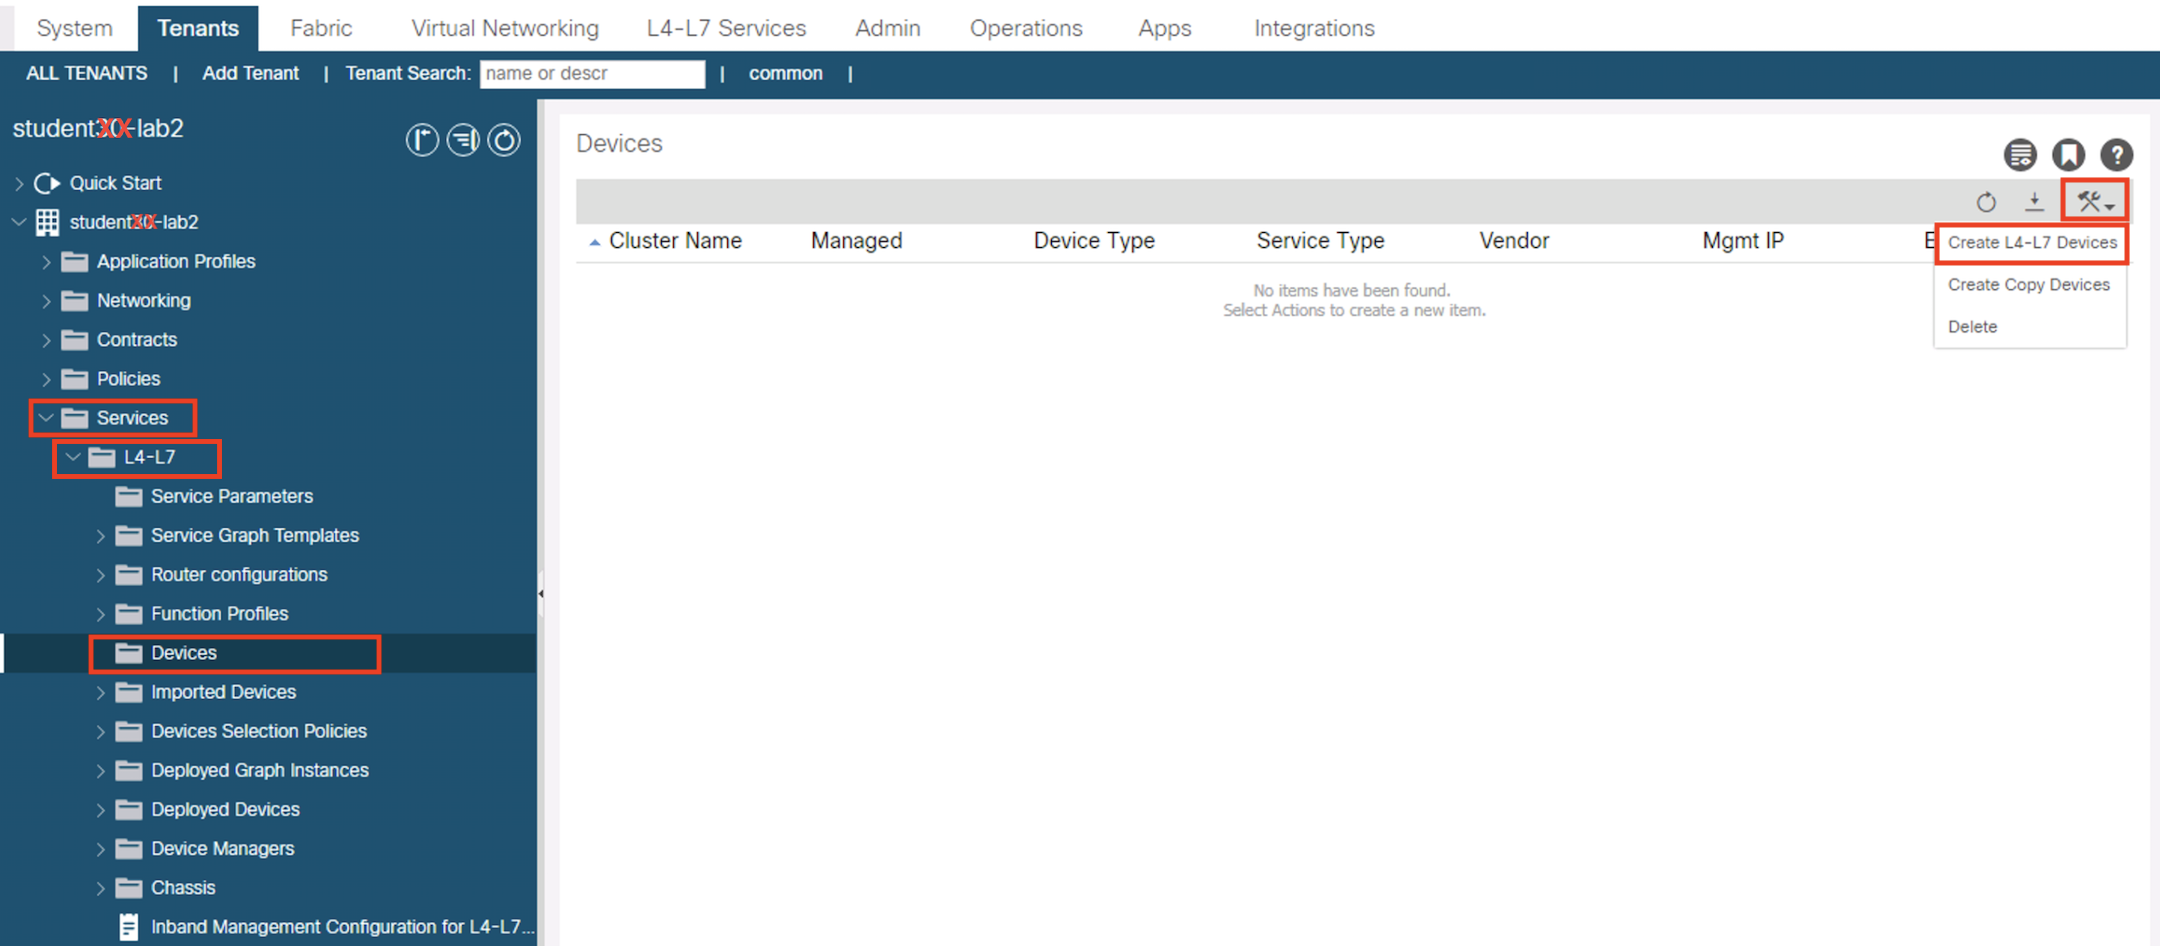 System Tenants Fabric Virtual Networking L4-L7 Services Admin Operations Apps Integrations
ALL TENANTS | Add Tenant | Tenant Search: name or descr | common |
studentXX-lab2
Quick Start
studentXX-lab2
Application Profiles
Networking
Contracts
Policies
Services
L4-L7
Service Parameters
Service Graph Templates
Router configurations
Function Profiles
Devices
Imported Devices
Devices Selection Policies
Deployed Graph Instances
Deployed Devices
Device Managers
Chassis
Inband Management Configuration for L4-L7...
Devices
?
Cluster Name Managed Device Type Service Type Vendor Mgmt IP
No items have been found.
Select Actions to create a new item.
Create L4-L7 Devices
Create Copy Devices
Delete